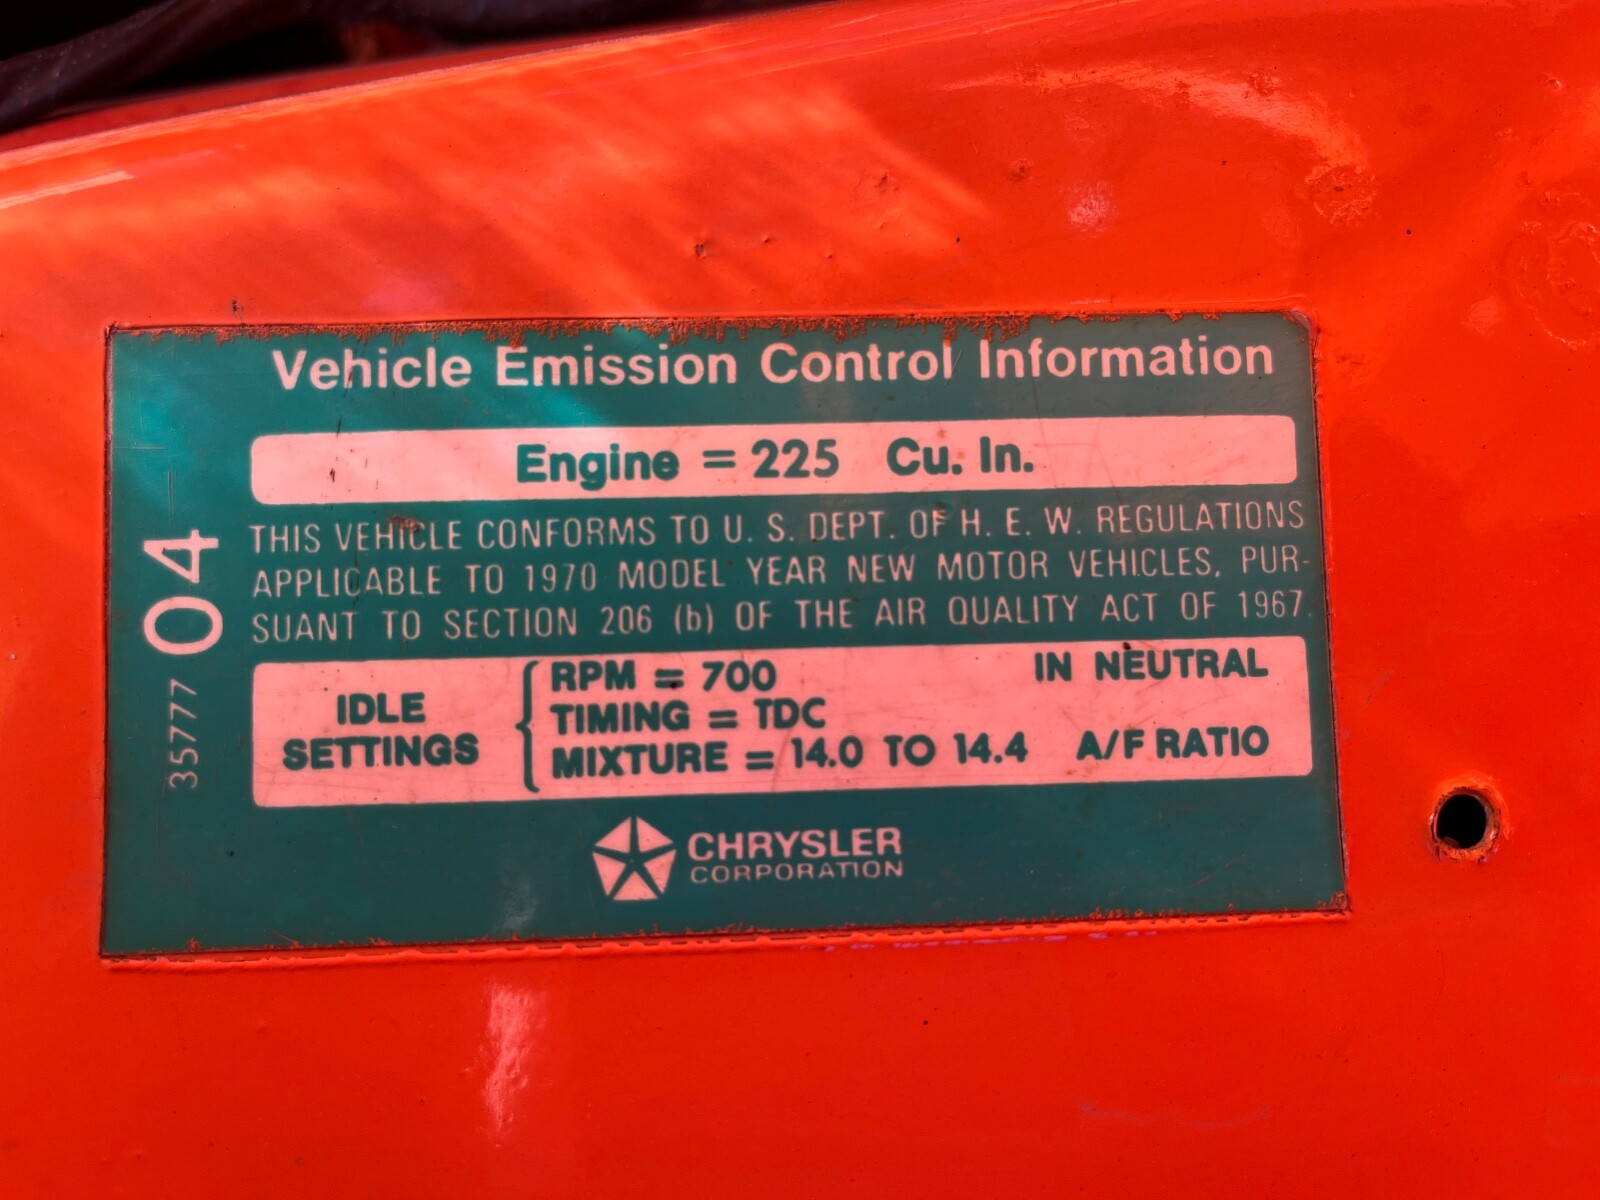 Vehicle Emission Control Information
Engine = 225 Cu. In.
THIS VEHICLE CONFORMS TO U. S. DEPT. OF H. E. W. REGULATIONS
APPLICABLE TO 1970 MODEL YEAR NEW MOTOR VEHICLES, PUR-
SUANT TO SECTION 206 (b) OF THE AIR QUALITY ACT OF 1967.
IDLE
SETTINGS
RPM = 700 IN NEUTRAL
TIMING = TDC
MIXTURE = 14.0 TO 14.4 A/F RATIO
CHRYSLER
CORPORATION
35777 04